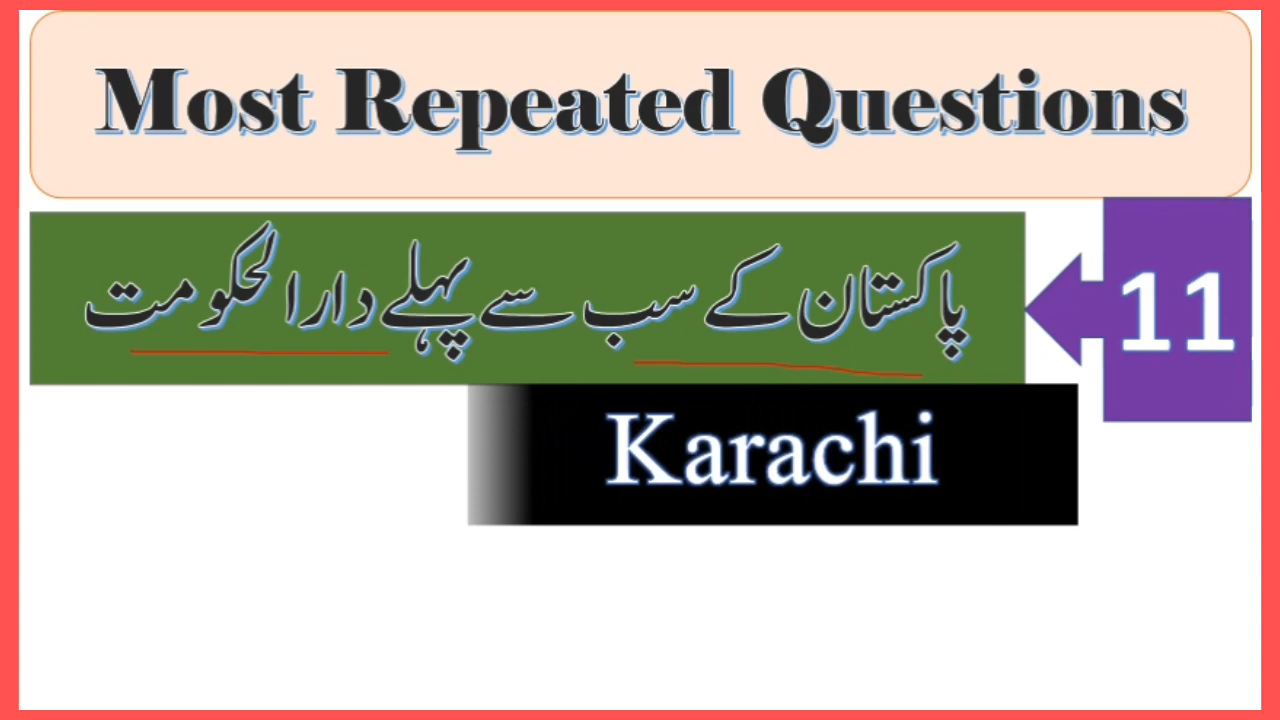 Most Repeated Questions
11
پاکستان کے سب سے پہلے دارالحکومت
Karachi